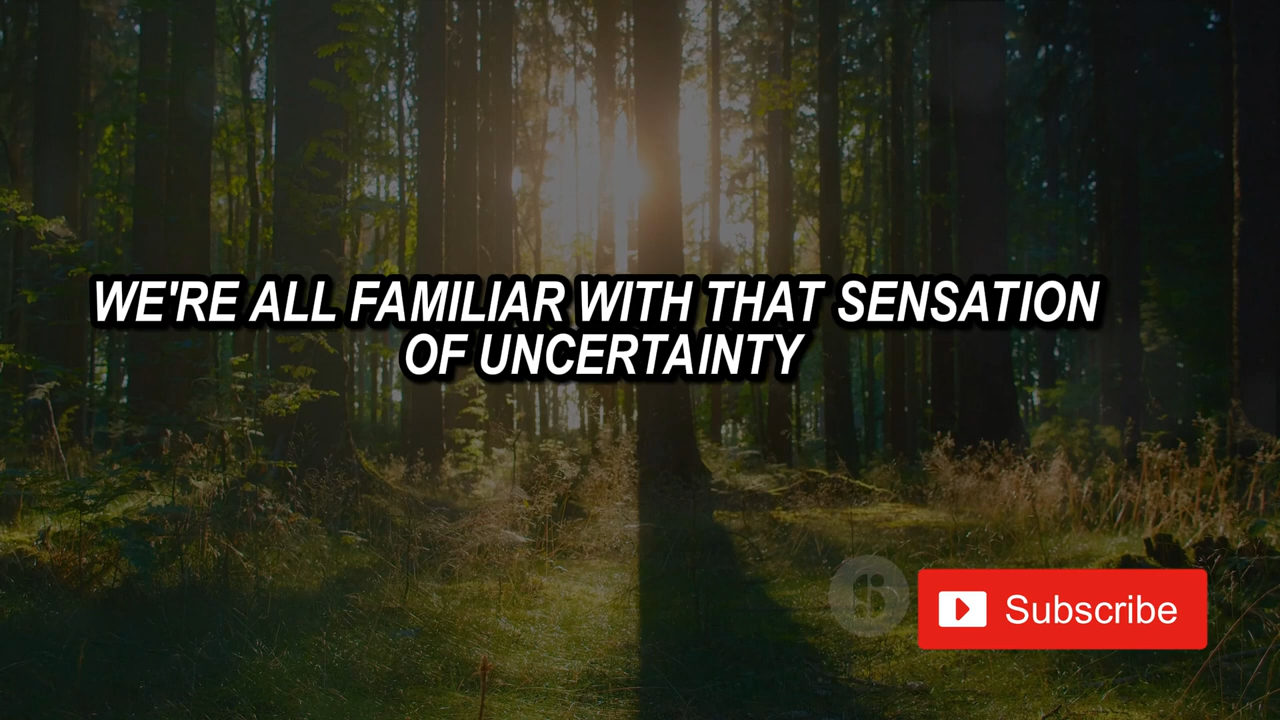 WE'RE ALL FAMILIAR WITH THAT SENSATION
OF UNCERTAINTY
$
Subscribe